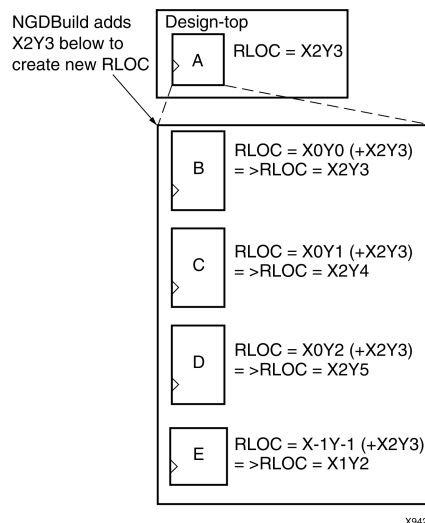 NGDBuild adds
X2Y3 below to
create new RLOC
Design-top
A
RLOC = X2Y3
B
RLOC = X0Y0 (+X2Y3)
= >RLOC = X2Y3
C
RLOC = X0Y1 (+X2Y3)
= >RLOC = X2Y4
D
RLOC = X0Y2 (+X2Y3)
= >RLOC = X2Y5
E
RLOC = X-1Y-1 (+X2Y3)
= >RLOC = X1Y2